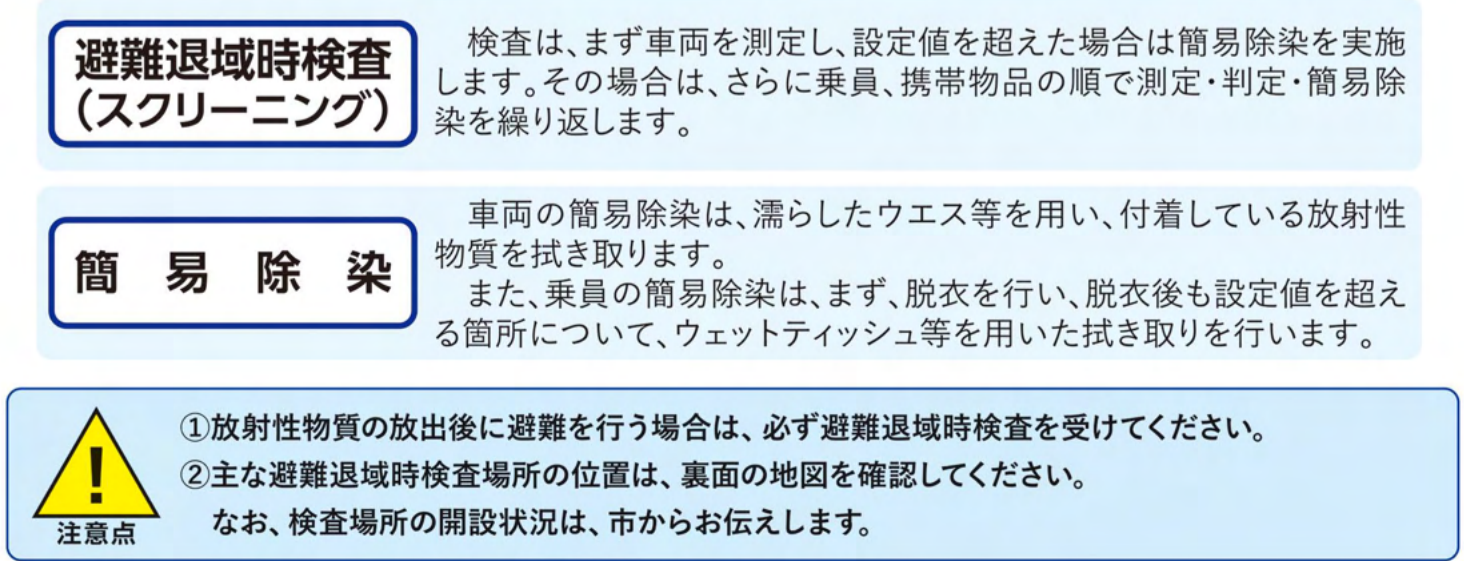 避難退域時検査
（スクリーニング）
　検査は、まず車両を測定し、設定値を超えた場合は簡易除染を実施
します。その場合は、さらに乗員、携帯物品の順で測定・判定・簡易除
染を繰り返します。
簡易除染
　車両の簡易除染は、濡らしたウエス等を用い、付着している放射性
物質を拭き取ります。
　また、乗員の簡易除染は、まず、脱衣を行い、脱衣後も設定値を超え
る箇所について、ウェットティッシュ等を用いた拭き取りを行います。
!
注意点
①放射性物質の放出後に避難を行う場合は、必ず避難退域時検査を受けてください。
②主な避難退域時検査場所の位置は、裏面の地図を確認してください。
なお、検査場所の開設状況は、市からお伝えします。